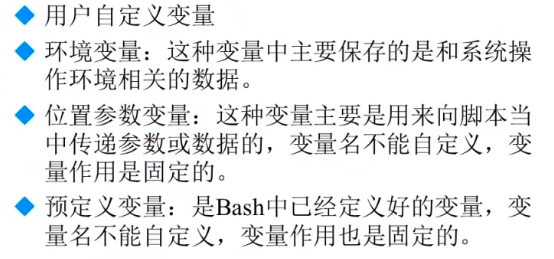 用户自定义变量
环境变量：这种变量中主要保存的是和系统操
作环境相关的数据。
位置参数变量：这种变量主要是用来向脚本当
中传递参数或数据的，变量名不能自定义，变
量作用是固定的。
预定义变量：是Bash中已经定义好的变量，变
量名不能自定义，变量作用也是固定的。